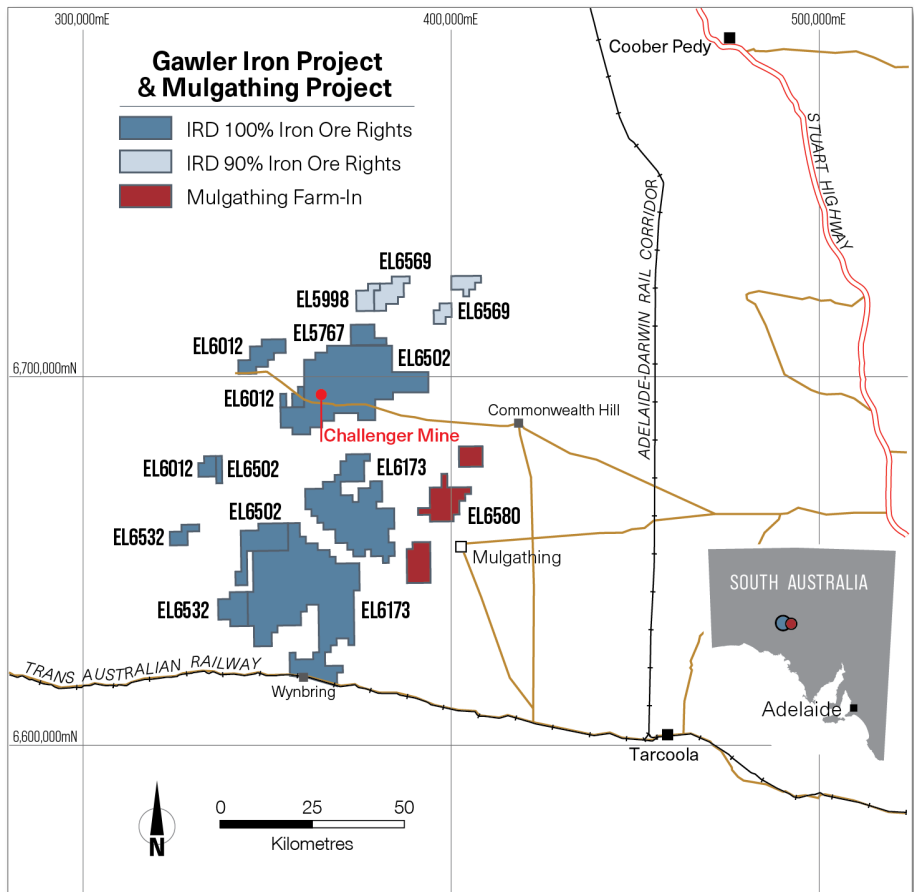 300,000mE
400,000mE
500,000mE
Gawler Iron Project
& Mulgathing Project
IRD 100% Iron Ore Rights
IRD 90% Iron Ore Rights
Mulgathing Farm-In
Coober Pedy
STUART HIGHWAY
ADELAIDE-DARWIN RAIL CORRIDOR
EL6569
EL5998
EL6569
EL5767
EL6012
EL6502
6,700,000mN
EL6012
Commonwealth Hill
Challenger Mine
EL6012
EL6502
EL6173
EL6502
EL6580
EL6532
Mulgathing
EL6532
EL6173
SOUTH AUSTRALIA
TRANS AUSTRALIAN RAILWAY
Wynbring
Adelaide
6,600,000mN
Tarcoola
0
25
50
Kilometres
N